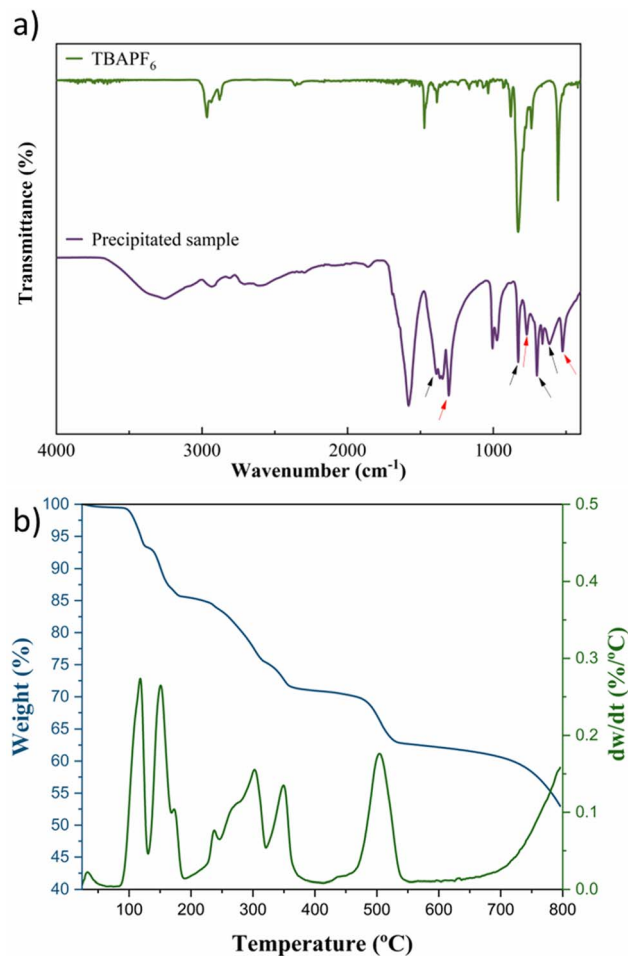 a)
TBAPF6
Precipitated sample
Transmittance (%)
4000 3000 2000 1000
Wavenumber (cm-1)
b)
100
95
90
85
80
75
70
65
60
55
50
45
40
Weight (%)
0.5
0.4
0.3
0.2
0.1
0.0
dw/dt (%/ºC)
100 200 300 400 500 600 700 800
Temperature (ºC)